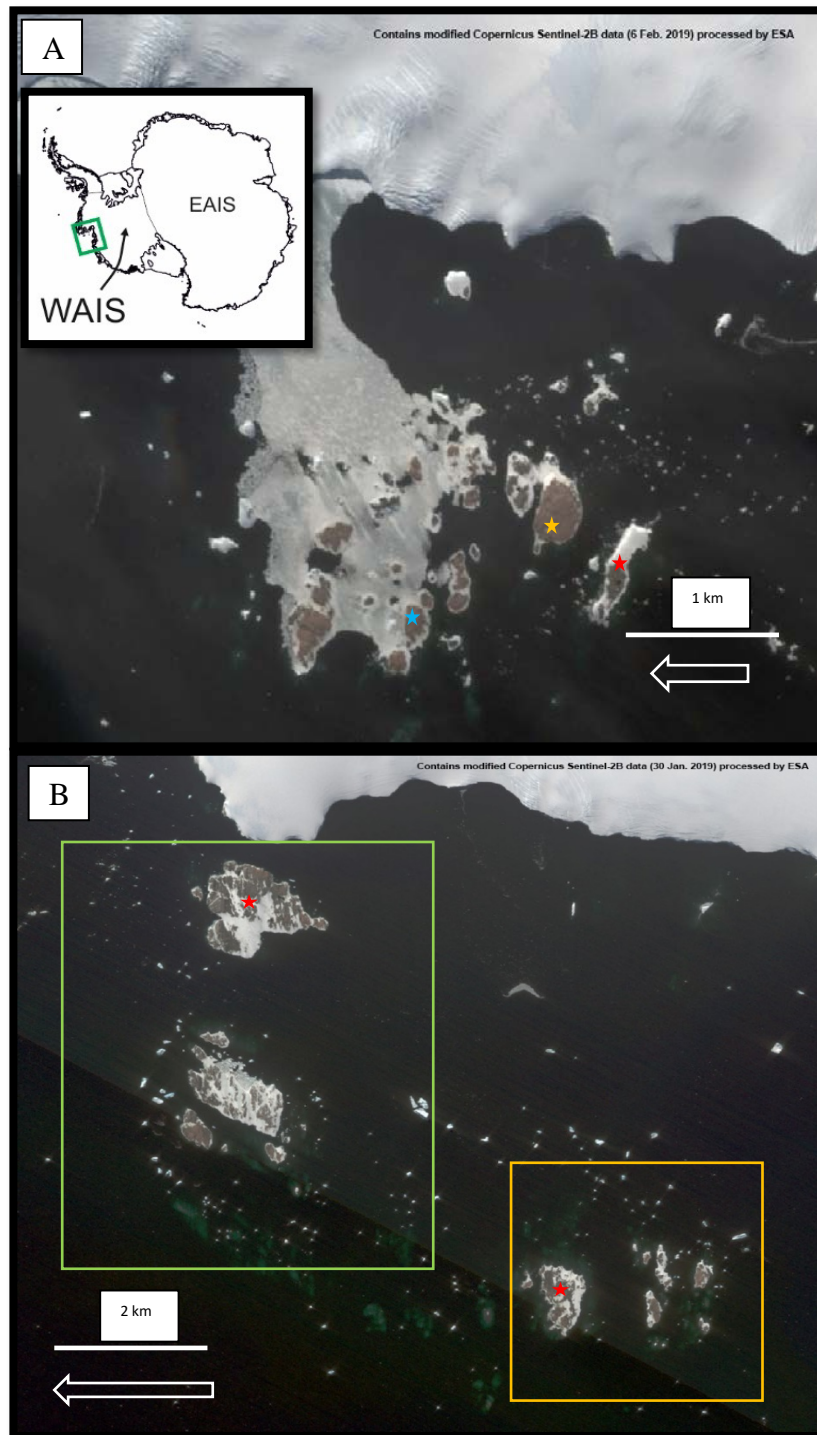 A
Contains modified Copernicus Sentinel-2B data (6 Feb. 2019) processed by ESA
EAIS
WAIS
1 km
B
Contains modified Copernicus Sentinel-2B data (30 Jan. 2019) processed by ESA
2 km